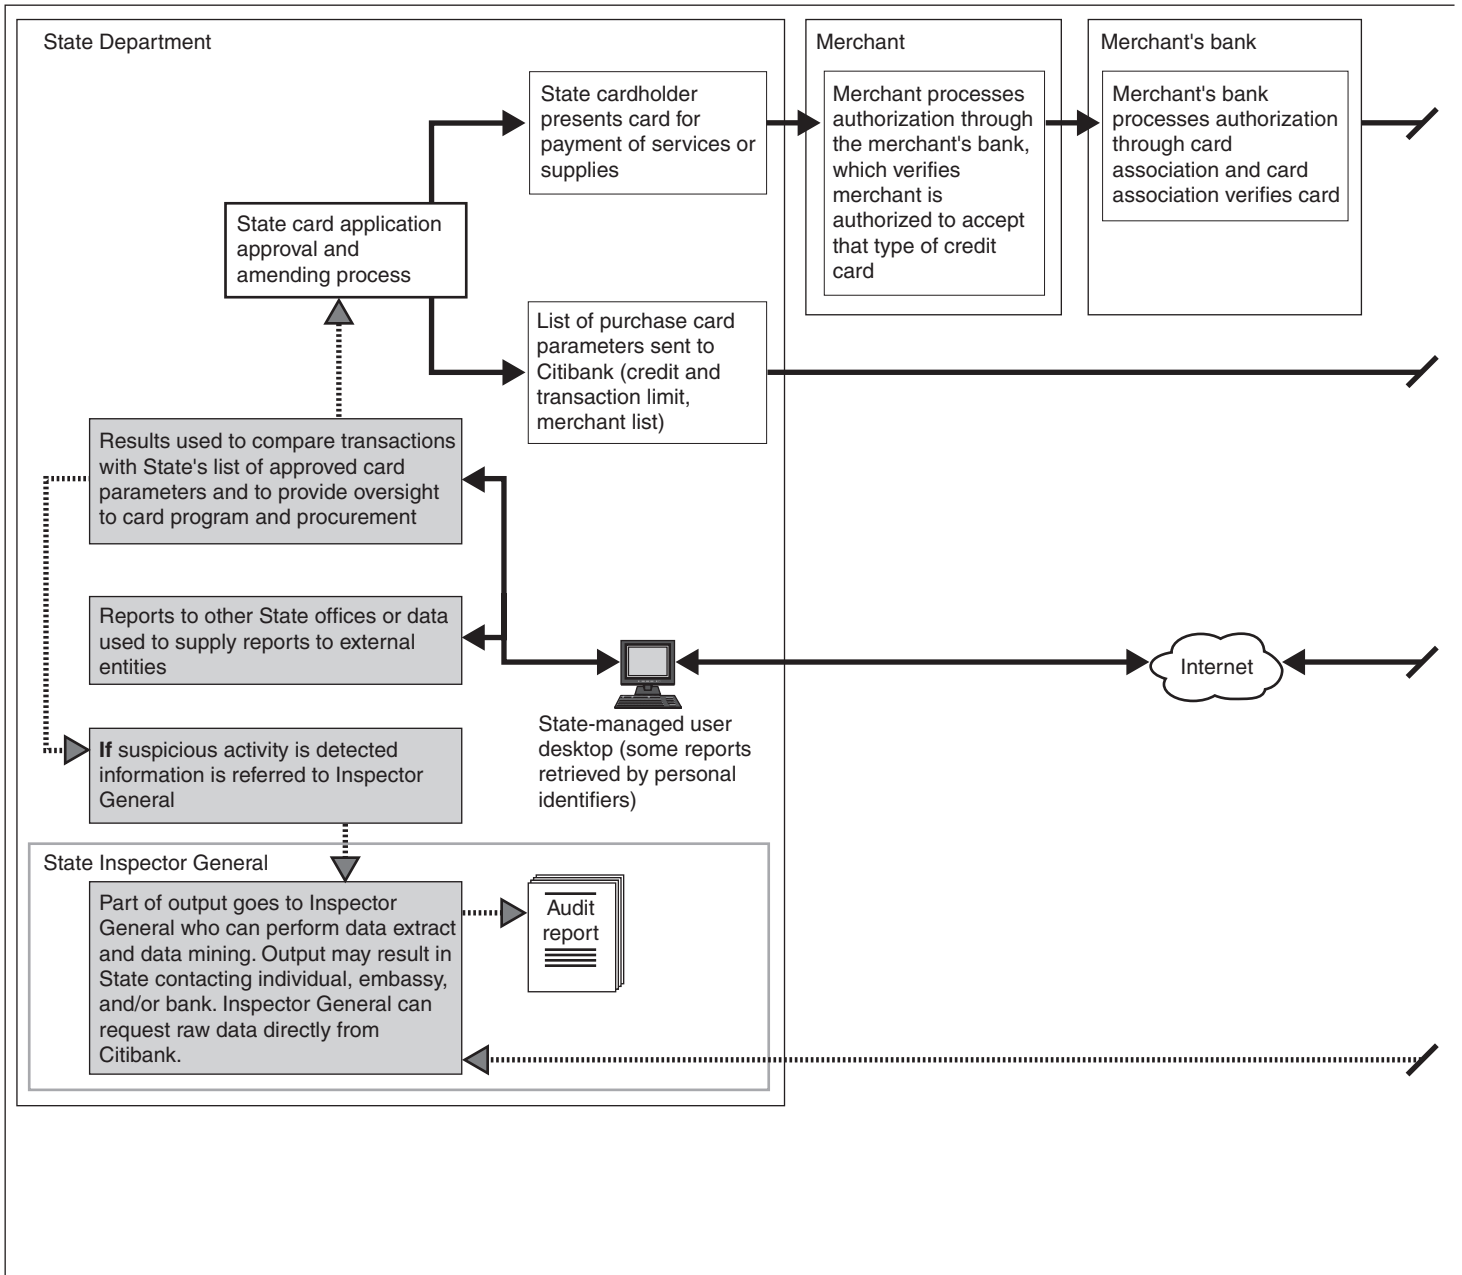 State Department
Merchant
Merchant's bank
State cardholder
presents card for
payment of services or
supplies
Merchant processes
authorization through
the merchant's bank,
which verifies
merchant is
authorized to accept
that type of credit
card
Merchant's bank
processes authorization
through card
association and card
association verifies card
State card application
approval and
amending process
List of purchase card
parameters sent to
Citibank (credit and
transaction limit,
merchant list)
Results used to compare transactions
with State's list of approved card
parameters and to provide oversight
to card program and procurement
Reports to other State offices or data
used to supply reports to external
entities
Internet
State-managed user
desktop (some reports
retrieved by personal
identifiers)
If suspicious activity is detected
information is referred to Inspector
General
State Inspector General
Part of output goes to Inspector
General who can perform data extract
and data mining. Output may result in
State contacting individual, embassy,
and/or bank. Inspector General can
request raw data directly from
Citibank.
Audit
report